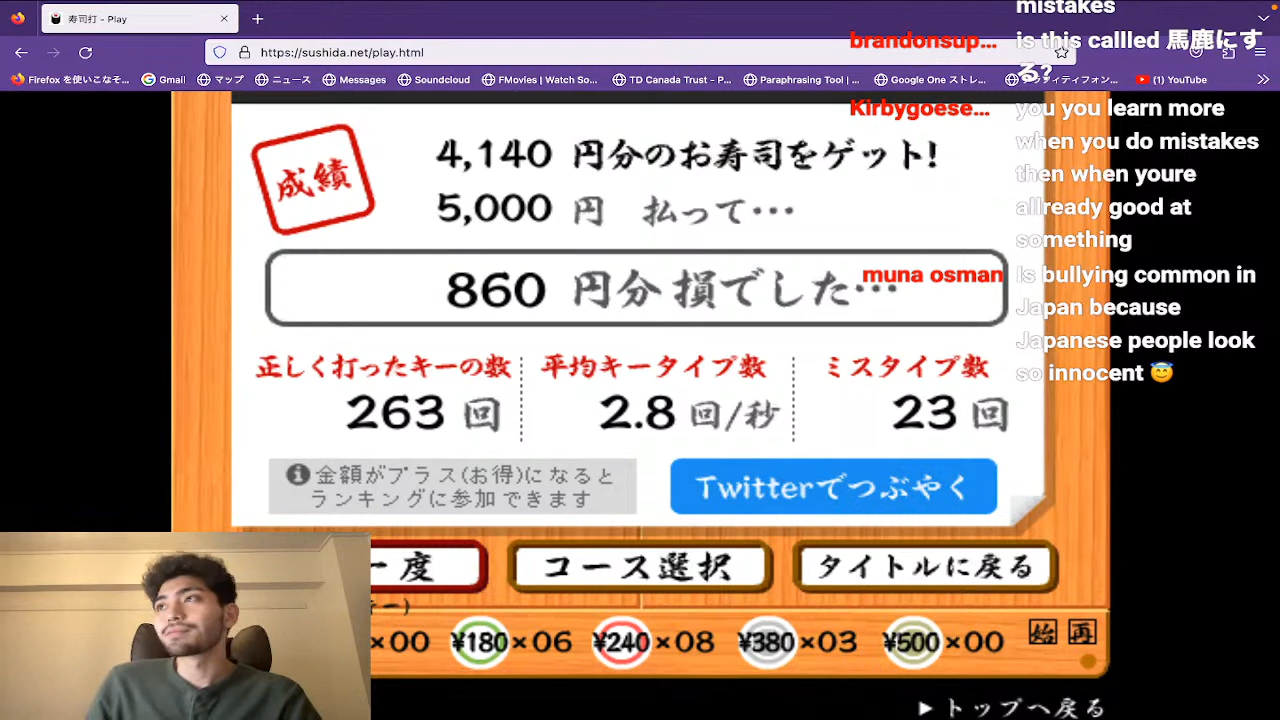 寿司打 - Play
https://sushida.net/play.html
Firefox を使いこなそ...
Gmail
マップ
ニュース
Messages
Soundcloud
FMovies | Watch So...
TD Canada Trust - P...
Paraphrasing Tool |...
Google One ストレ...
(1) YouTube
mistakes
brandonsup... is this callled 馬鹿にす
る?
Kirbygoese... you you learn more
when you do mistakes
then when youre
allready good at
something
muna osman Is bullying common in
Japan because
Japanese people look
so innocent 😇
成績
4,140 円分のお寿司をゲット!
5,000 円 払って…
860 円分 損でした…
正しく打ったキーの数
263 回
平均キータイプ数
2.8 回/秒
ミスタイプ数
23 回
金額がプラス(お得)になると
ランキングに参加できます
Twitterでつぶやく
一度
コース選択
タイトルに戻る
×00
¥180×06
¥240×08
¥380×03
¥500×00
始
再
▶トップへ戻る